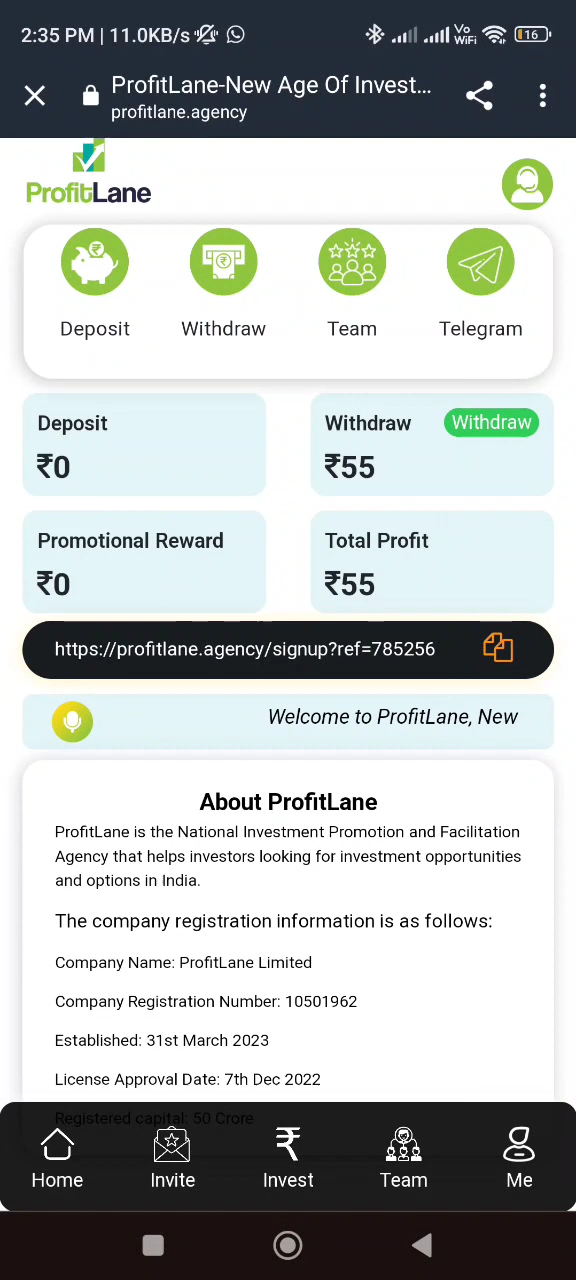 2:35 PM | 11.0KB/s
Vo WiFi
16
ProfitLane-New Age Of Invest...
profitlane.agency
ProfitLane
Deposit Withdraw Team Telegram
Deposit
₹0
Withdraw Withdraw
₹55
Promotional Reward
₹0
Total Profit
₹55
https://profitlane.agency/signup?ref=785256
Welcome to ProfitLane, New
About ProfitLane
ProfitLane is the National Investment Promotion and Facilitation
Agency that helps investors looking for investment opportunities
and options in India.
The company registration information is as follows:
Company Name: ProfitLane Limited
Company Registration Number: 10501962
Established: 31st March 2023
License Approval Date: 7th Dec 2022
Registered capital: 50 Crore
Home Invite Invest Team Me